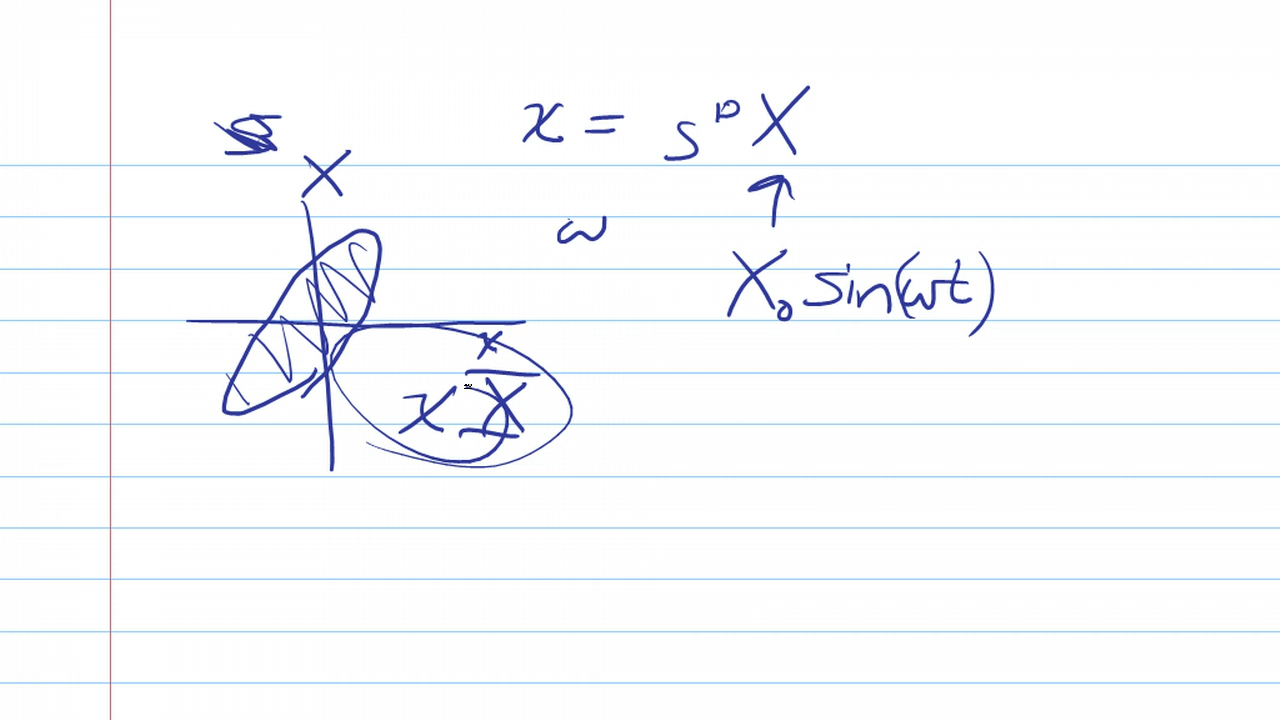 x = s^D X
X
ω
X₀ sin(ωt)
x
x X